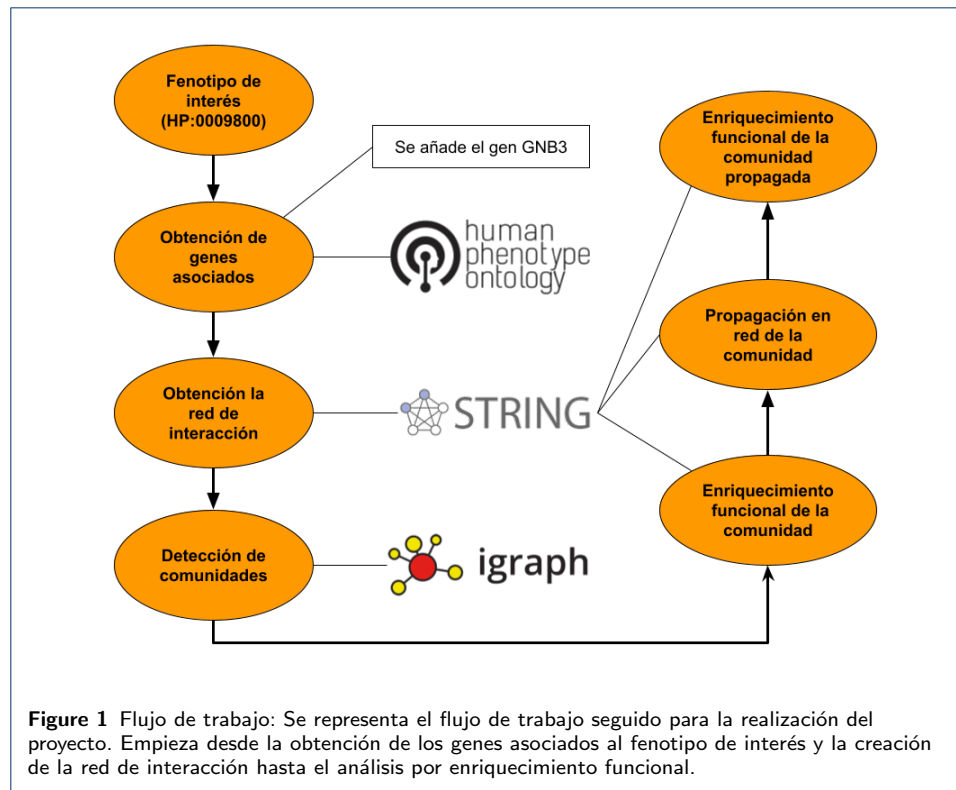 Fenotipo de
interés
(HP:0009800)
Se añade el gen GNB3
Obtención de
genes
asociados
human
phenotype
ontology
Obtención la
red de
interacción
STRING
Detección de
comunidades
igraph
Enriquecimiento
funcional de la
comunidad
Propagación en
red de la
comunidad
Enriquecimiento
funcional de la
comunidad
propagada
Figure 1 Flujo de trabajo: Se representa el flujo de trabajo seguido para la realización del
proyecto. Empieza desde la obtención de los genes asociados al fenotipo de interés y la creación
de la red de interacción hasta el análisis por enriquecimiento funcional.